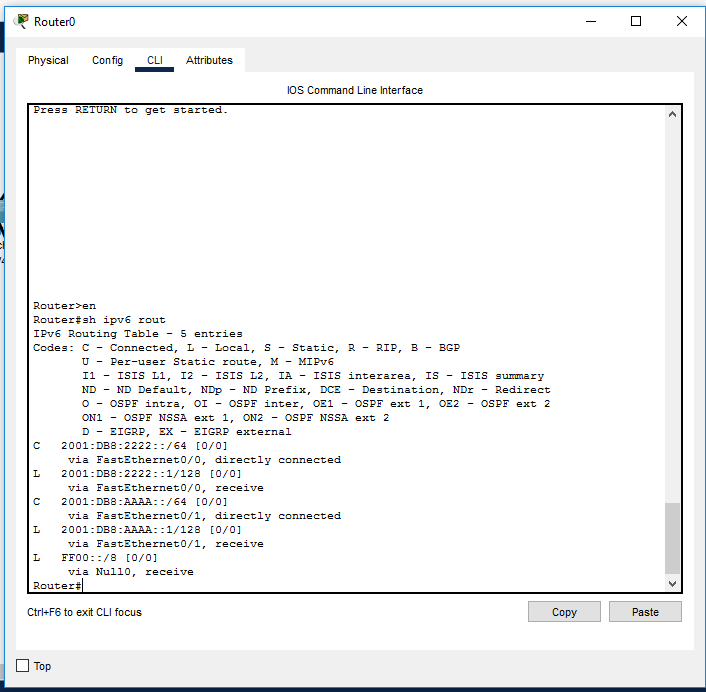 Router0
Physical Config CLI Attributes
IOS Command Line Interface
Press RETURN to get started.
Router>en
Router#sh ipv6 rout
IPv6 Routing Table - 5 entries
Codes: C - Connected, L - Local, S - Static, R - RIP, B - BGP
U - Per-user Static route, M - MIPv6
I1 - ISIS L1, I2 - ISIS L2, IA - ISIS interarea, IS - ISIS summary
ND - ND Default, NDp - ND Prefix, DCE - Destination, NDr - Redirect
O - OSPF intra, OI - OSPF inter, OE1 - OSPF ext 1, OE2 - OSPF ext 2
ON1 - OSPF NSSA ext 1, ON2 - OSPF NSSA ext 2
D - EIGRP, EX - EIGRP external
C 2001:DB8:2222::/64 [0/0]
via FastEthernet0/0, directly connected
L 2001:DB8:2222::1/128 [0/0]
via FastEthernet0/0, receive
C 2001:DB8:AAAA::/64 [0/0]
via FastEthernet0/1, directly connected
L 2001:DB8:AAAA::1/128 [0/0]
via FastEthernet0/1, receive
L FF00::/8 [0/0]
via Null0, receive
Router#
Ctrl+F6 to exit CLI focus
Copy Paste
Top